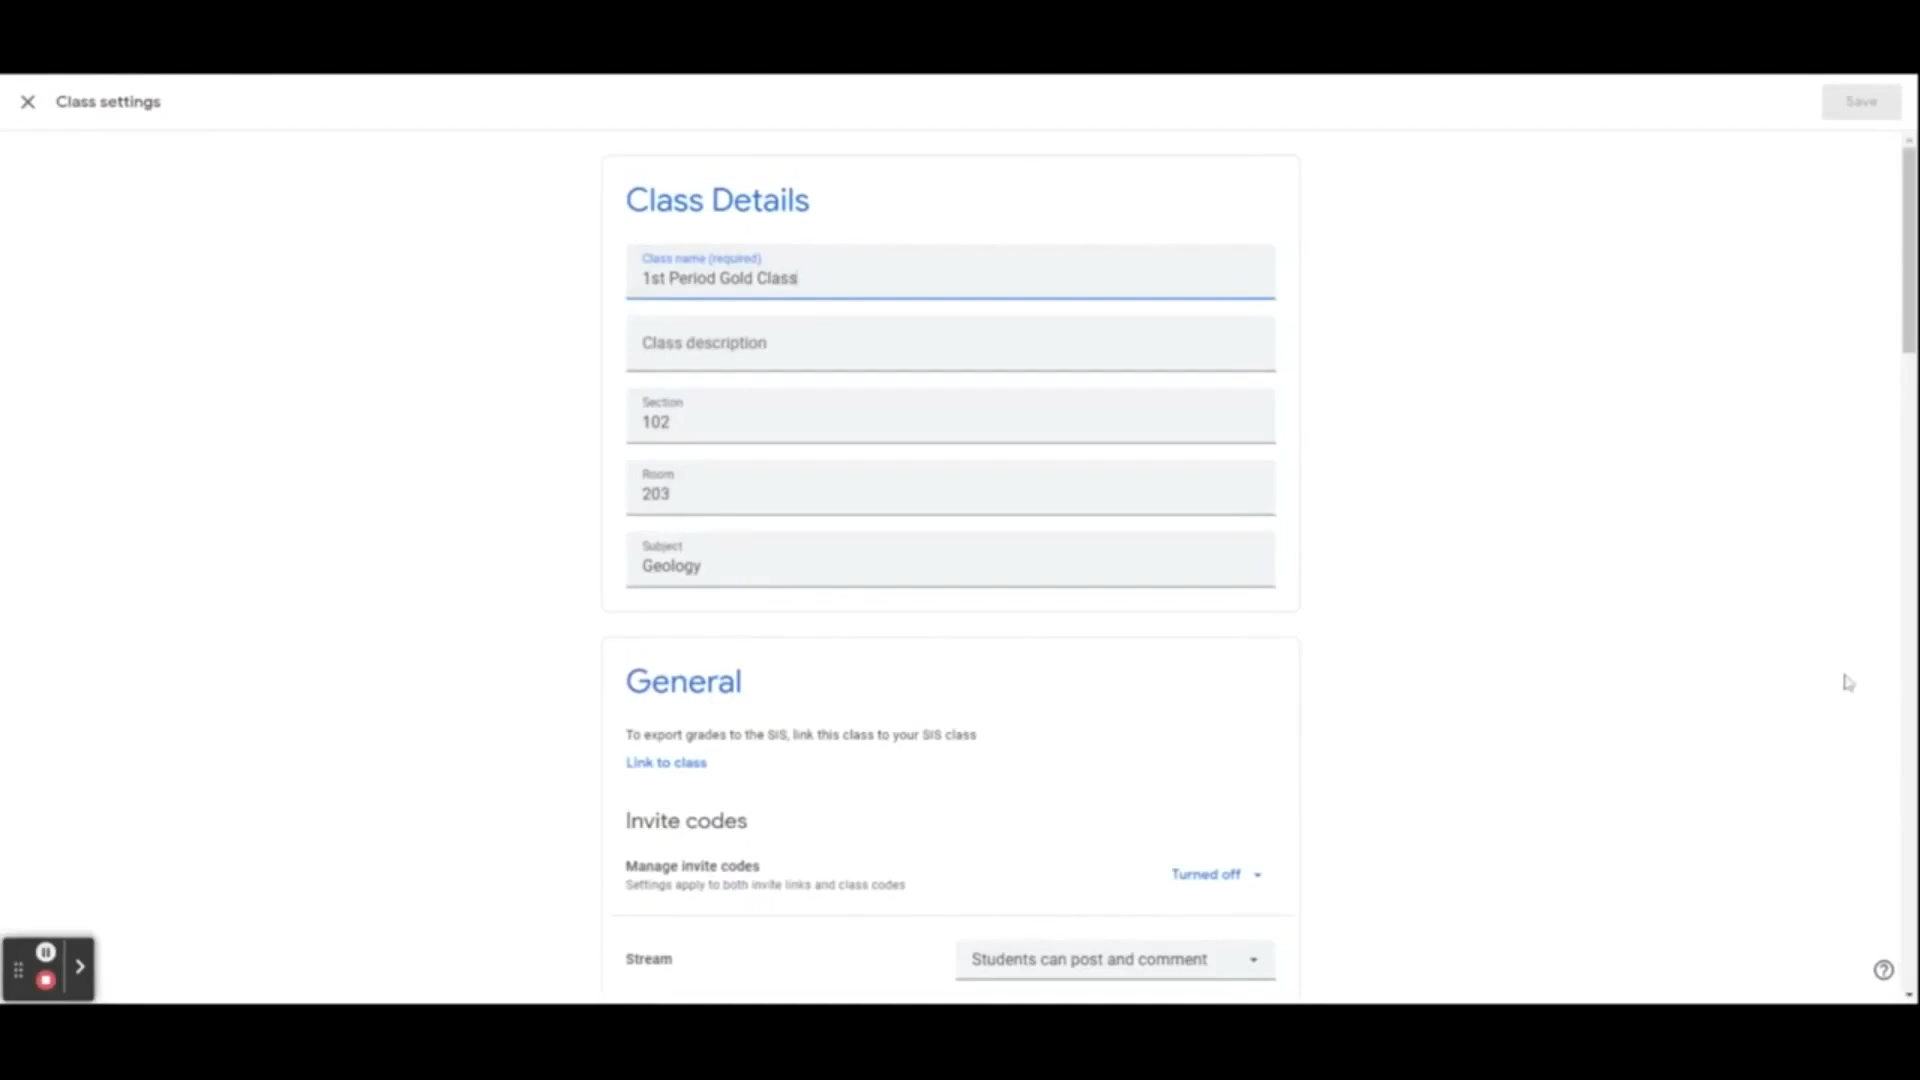 Class settings
Save
Class Details
Class name (required)
1st Period Gold Class
Class description
Section
102
Room
203
Subject
Geology
General
To export grades to the SIS, link this class to your SIS class
Link to class
Invite codes
Manage invite codes
Turned off
Settings apply to both invite links and class codes
Stream
Students can post and comment